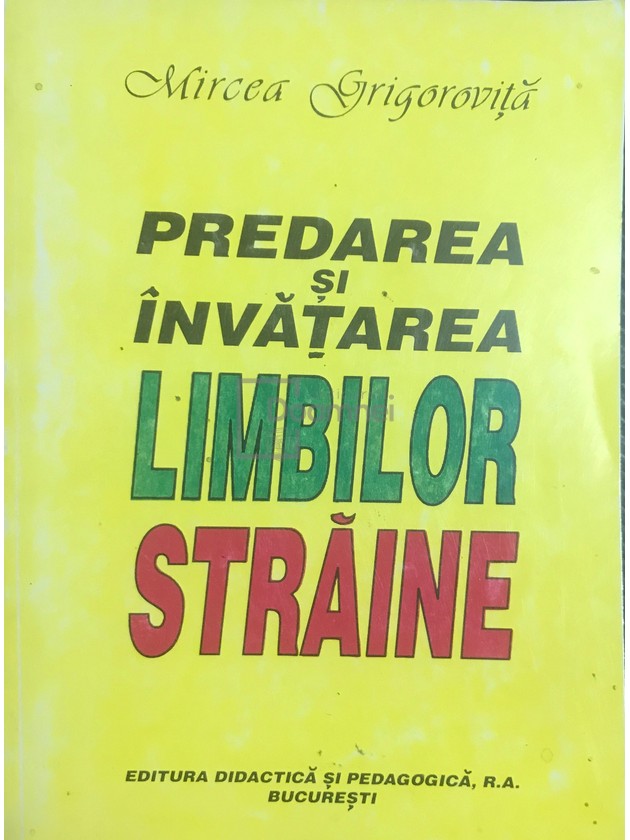 Mircea Grigoroviță
PREDAREA
ȘI
ÎNVĂȚAREA
LIMBILOR
STRĂINE
EDITURA DIDACTICĂ ȘI PEDAGOGICĂ, R.A.
BUCUREȘTI